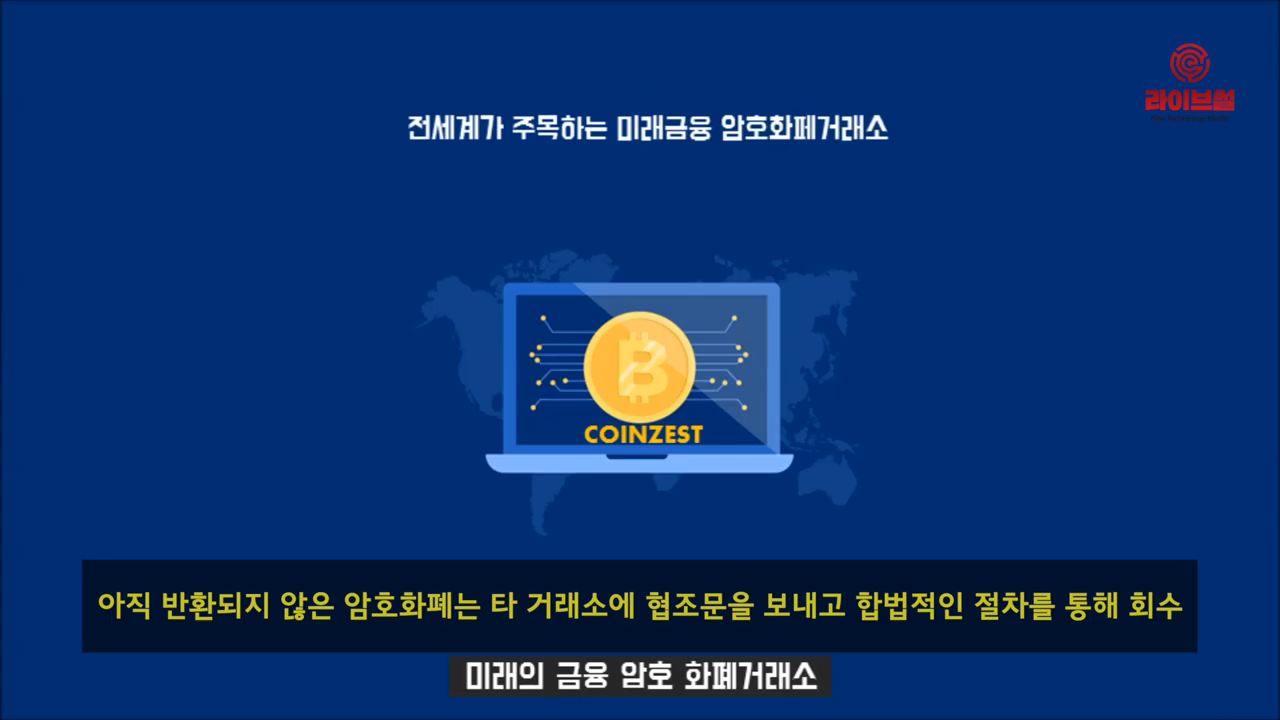 라이브썰
전세계가 주목하는 미래금융 암호화폐거래소
COINZEST
아직 반환되지 않은 암호화폐는 타 거래소에 협조문을 보내고 합법적인 절차를 통해 회수
미래의 금융 암호 화폐거래소